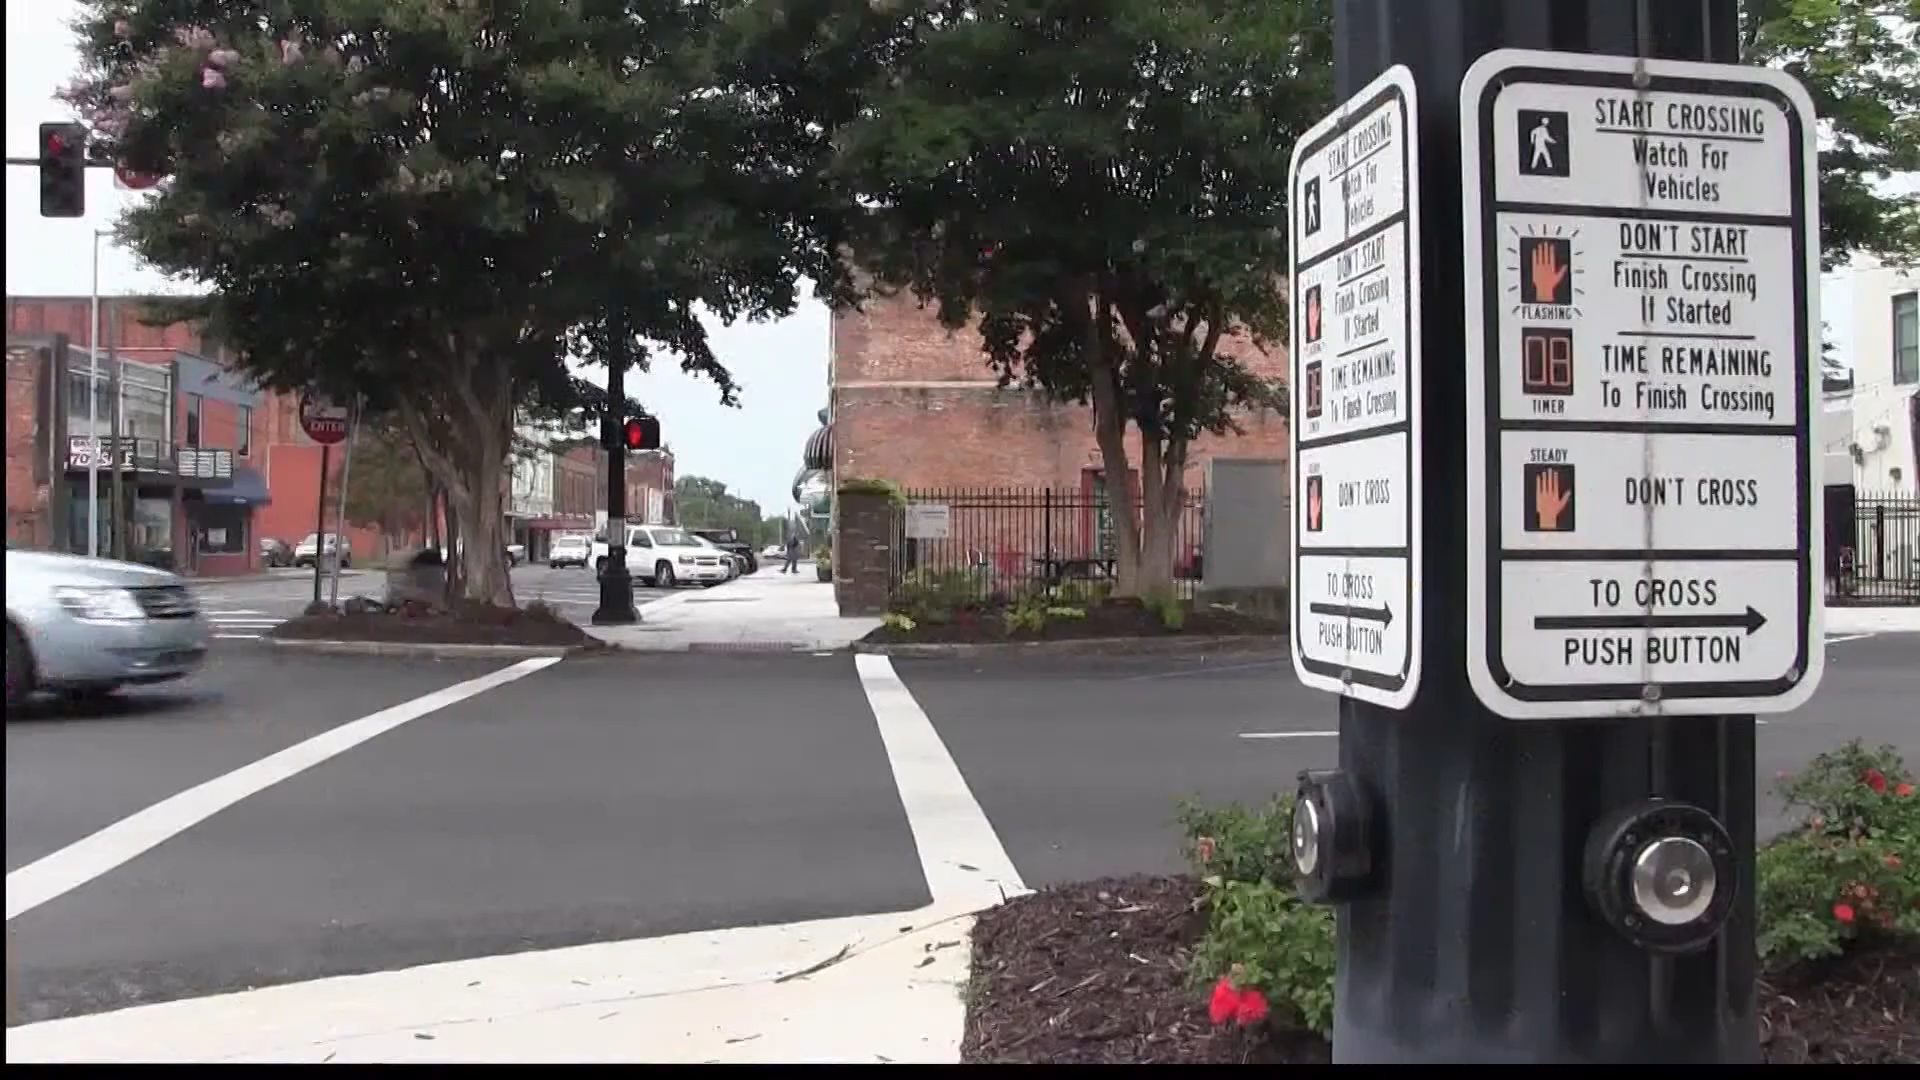 ENTER
START CROSSING
Watch For
Vehicles
DON'T START
Finish Crossing
If Started
TIME REMAINING
To Finish Crossing
DON'T CROSS
TO CROSS
PUSH BUTTON
START CROSSING
Watch For
Vehicles
DON'T START
Finish Crossing
If Started
FLASHING
08
TIME REMAINING
To Finish Crossing
TIMER
STEADY
DON'T CROSS
TO CROSS
PUSH BUTTON